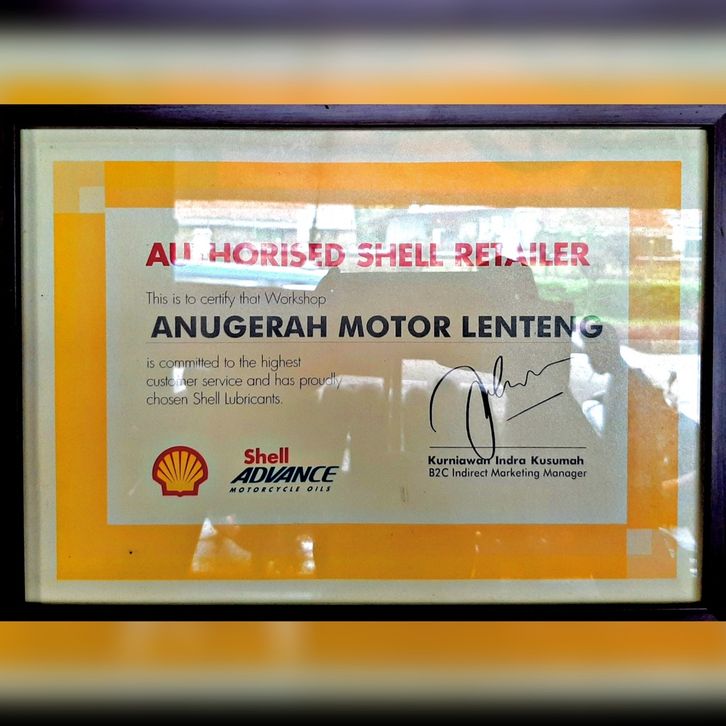 AUTHORISED SHELL RETAILER
This is to certify that Workshop
ANUGERAH MOTOR LENTENG
is committed to the highest
customer service and has proudly
chosen Shell Lubricants.
Shell
ADVANCE
MOTORCYCLE OILS
Kurniawan Indra Kusumah
B2C Indirect Marketing Manager